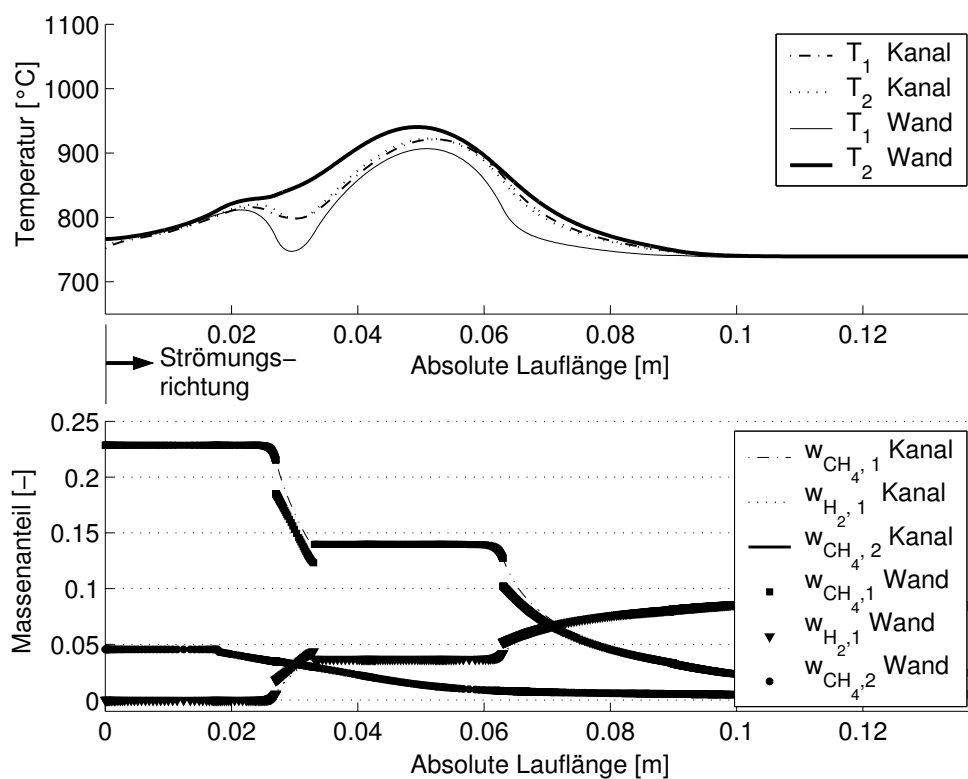 1100
1000
900
800
700
Temperatur [°C]
T1 Kanal
T2 Kanal
T1 Wand
T2 Wand
0.02 0.04 0.06 0.08 0.1 0.12
Absolute Lauflänge [m]
Strömungs-
richtung
0.25
0.2
0.15
0.1
0.05
0
Massenanteil [-]
wCH4, 1 Kanal
wH2, 1 Kanal
wCH4, 2 Kanal
wCH4,1 Wand
wH2,1 Wand
wCH4,2 Wand
0 0.02 0.04 0.06 0.08 0.1 0.12
Absolute Lauflänge [m]